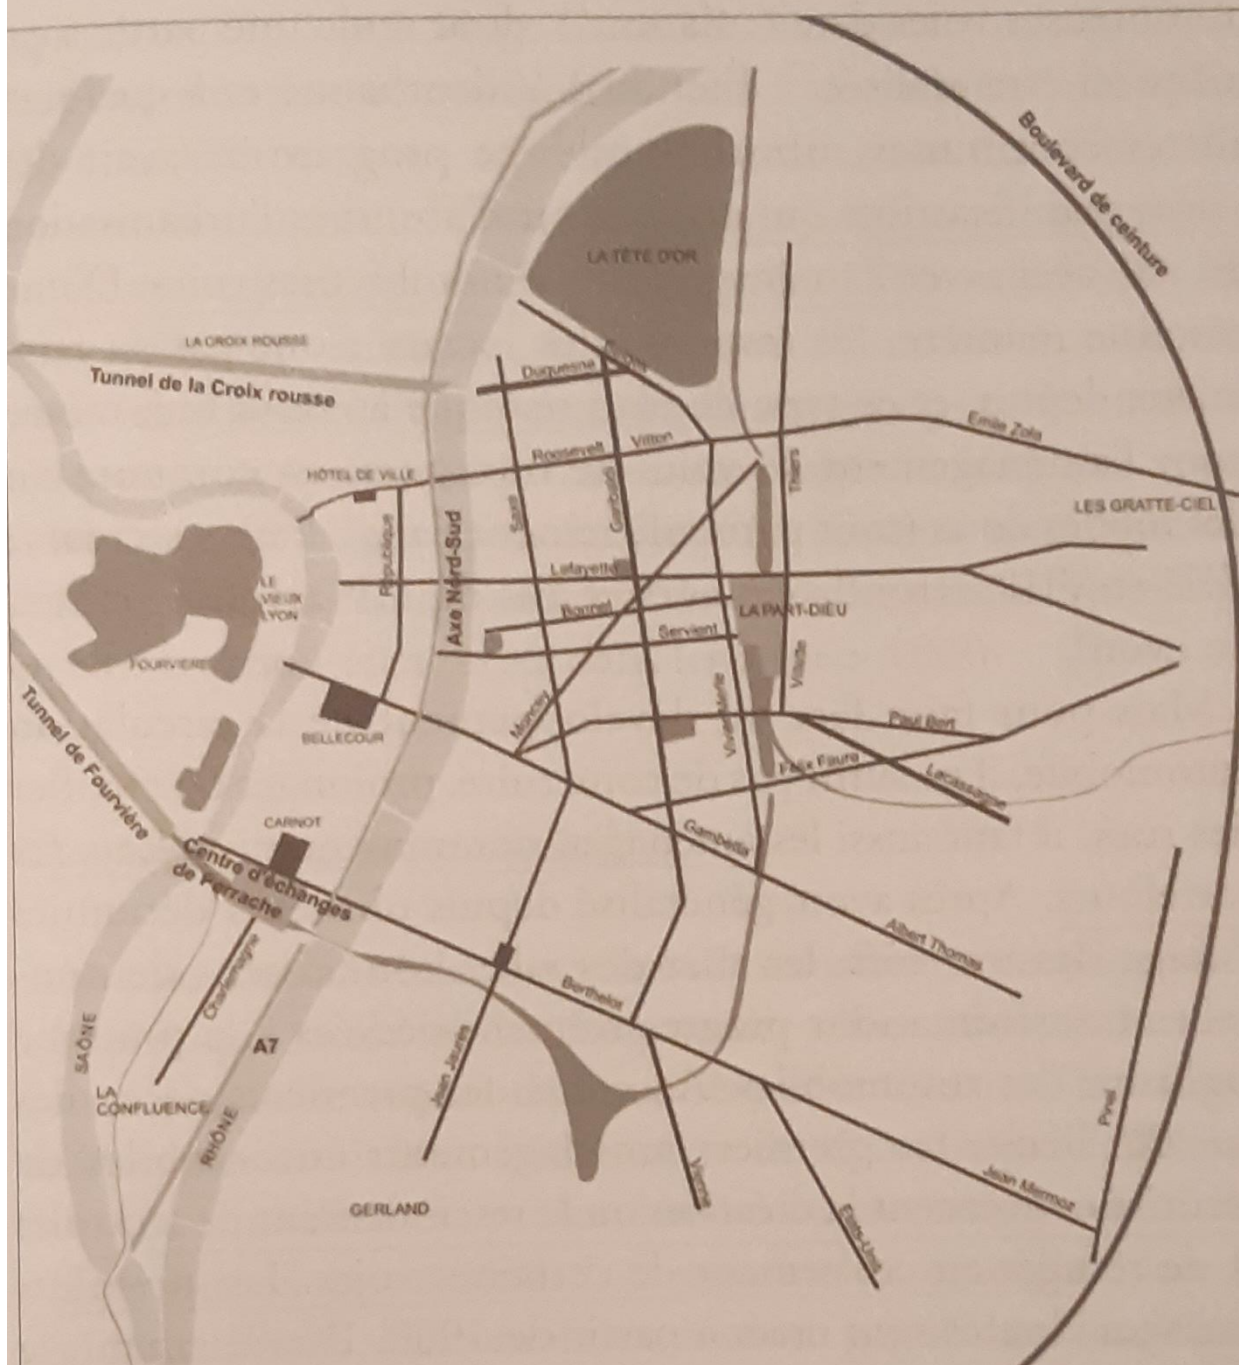 Boulevard de ceinture
LA TÊTE D'OR
LA CROIX ROUSSE
Tunnel de la Croix rousse
Duquesne
Emile Zola
Roosevelt
Vitton
HÔTEL DE VILLE
Thiers
Saxe
Garibaldi
LES GRATTE-CIEL
République
Axe Nord-Sud
Lafayette
LE
VIEUX
LYON
Bonnel
LA PART-DIEU
Servient
FOURVIÈRE
Villette
Tunnel de Fourvière
Moncey
Vivier-Merle
BELLECOUR
Paul Bert
Félix Faure
Lacassagne
CARNOT
Gambetta
Centre d'échanges
de Perrache
Albert Thomas
Charlemagne
Berthelot
SAÔNE
A7
Jean Jaurès
LA
CONFLUENCE
RHÔNE
Pinel
Vienne
Jean Mermoz
GERLAND
Etats-Unis